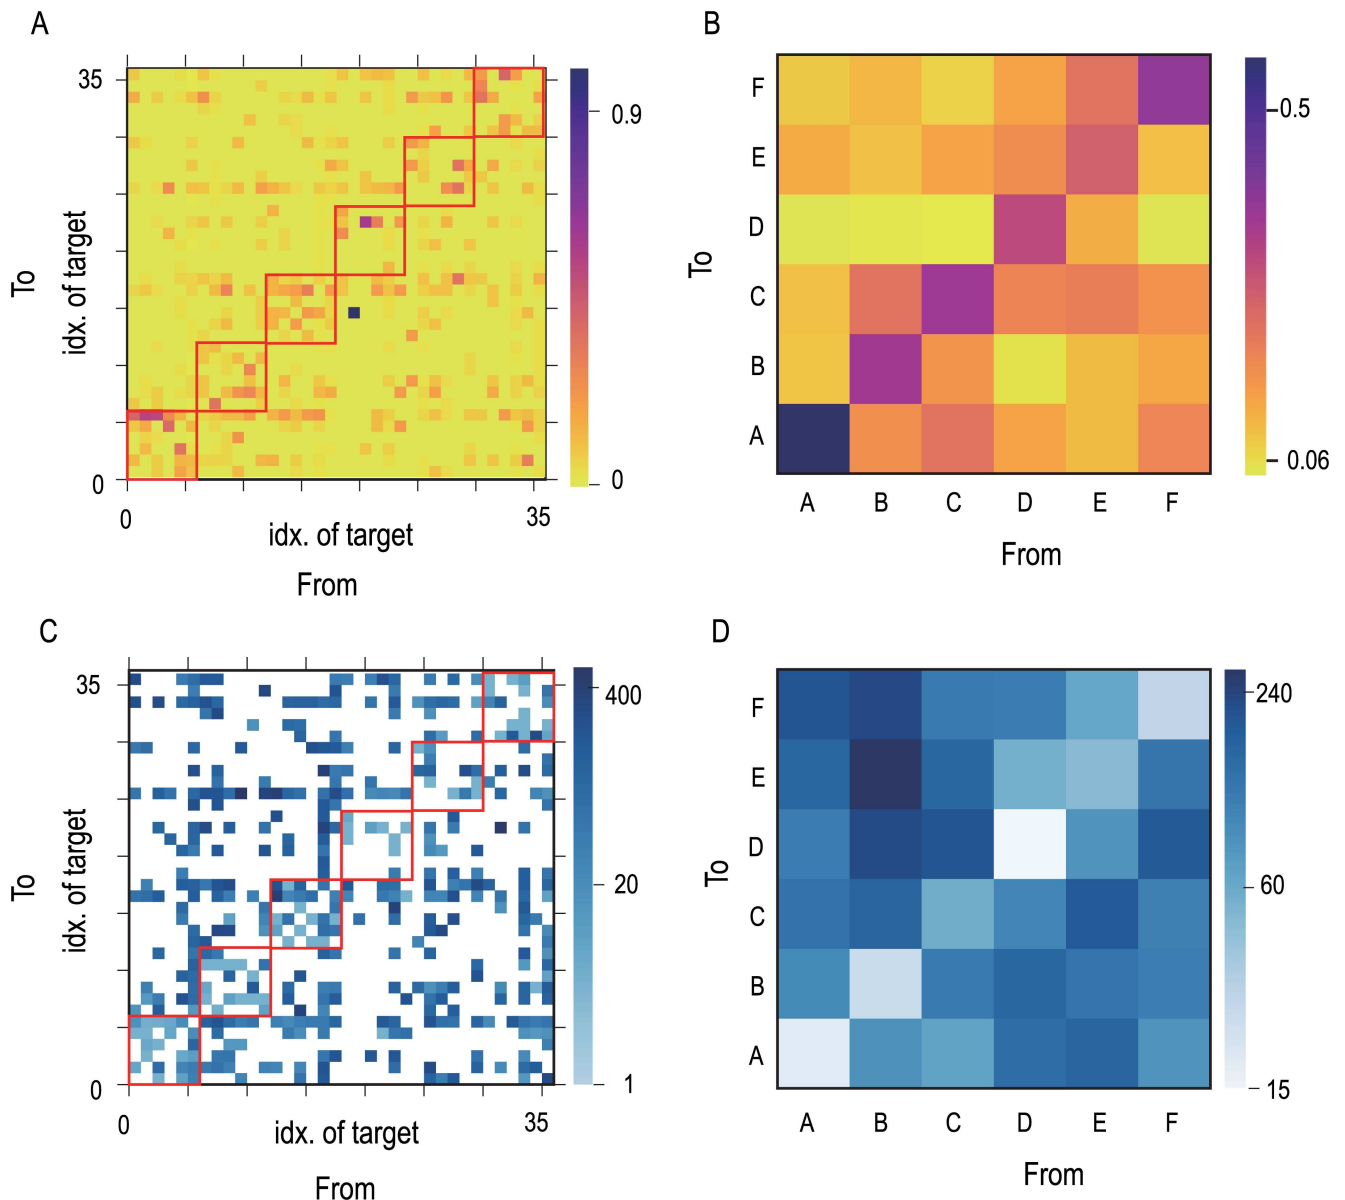 A
35
0.9
To
idx. of target
0
0
0
35
idx. of target
From
B
F
E
D
C
B
A
To
0.5
0.06
A B C D E F
From
C
35
400
To
idx. of target
20
0
1
0
35
idx. of target
From
D
F
E
D
C
B
A
To
240
60
15
A B C D E F
From